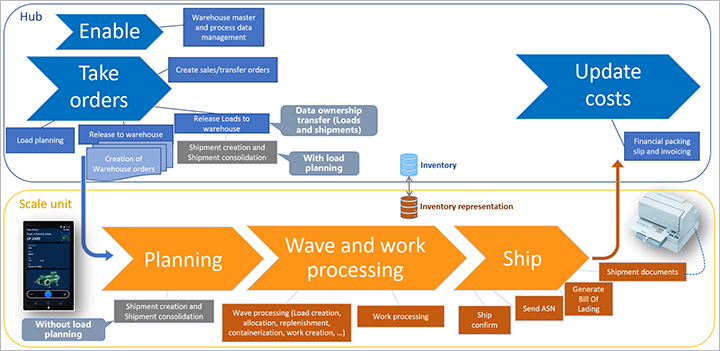 Hub
Enable
Warehouse master
and process data
management
Take
orders
Create sales/transfer orders
Load planning
Release to warehouse
Creation of
Warehouse orders
Release Loads to
warehouse
Data ownership
transfer (Loads
and shipments)
Shipment creation and
Shipment consolidation
With load
planning
Update
costs
Financial packing
slip and invoicing
Inventory
Inventory representation
Scale unit
Planning
Shipment creation and
Shipment consolidation
Without load
planning
Wave and work
processing
Wave processing (Load creation,
allocation, replenishment,
containerization, work creation, ...)
Work processing
Ship
Ship
confirm
Send ASN
Generate
Bill Of
Lading
Shipment documents